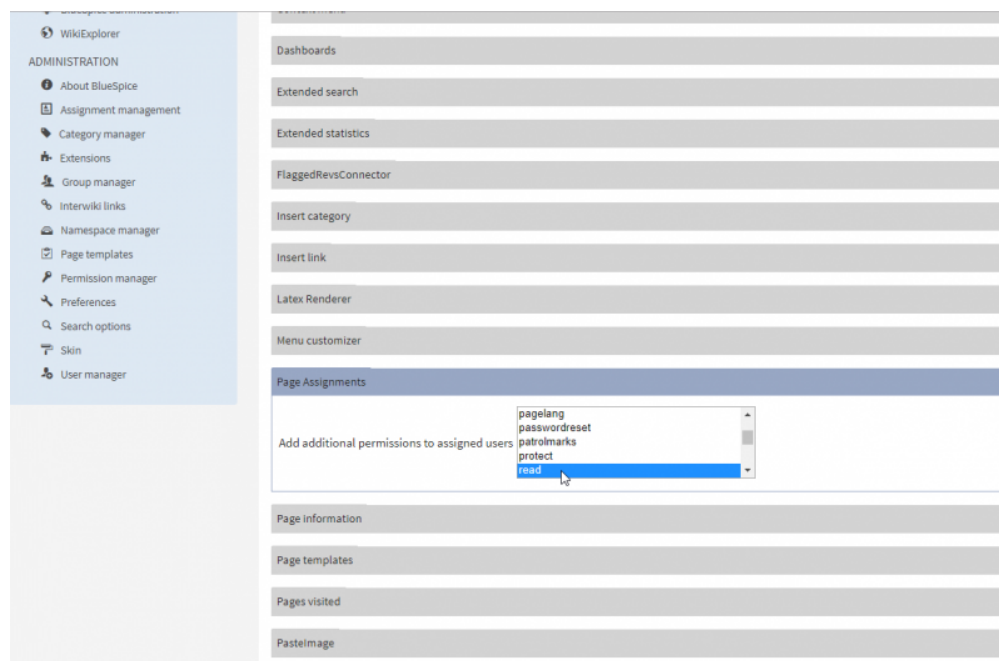 WikiExplorer
ADMINISTRATION
About BlueSpice
Assignment management
Category manager
Extensions
Group manager
Interwiki links
Namespace manager
Page templates
Permission manager
Preferences
Search options
Skin
User manager
Dashboards
Extended search
Extended statistics
FlaggedRevsConnector
Insert category
Insert link
Latex Renderer
Menu customizer
Page Assignments
Add additional permissions to assigned users
pagelang
passwordreset
patrolmarks
protect
read
Page information
Page templates
Pages visited
PasteImage